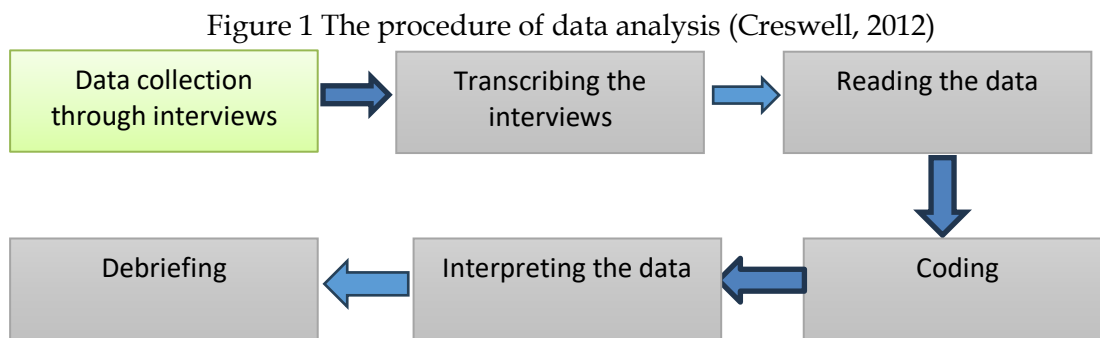 Figure 1 The procedure of data analysis (Creswell, 2012)
Data collection
through interviews
Transcribing the
interviews
Reading the data
Coding
Interpreting the data
Debriefing